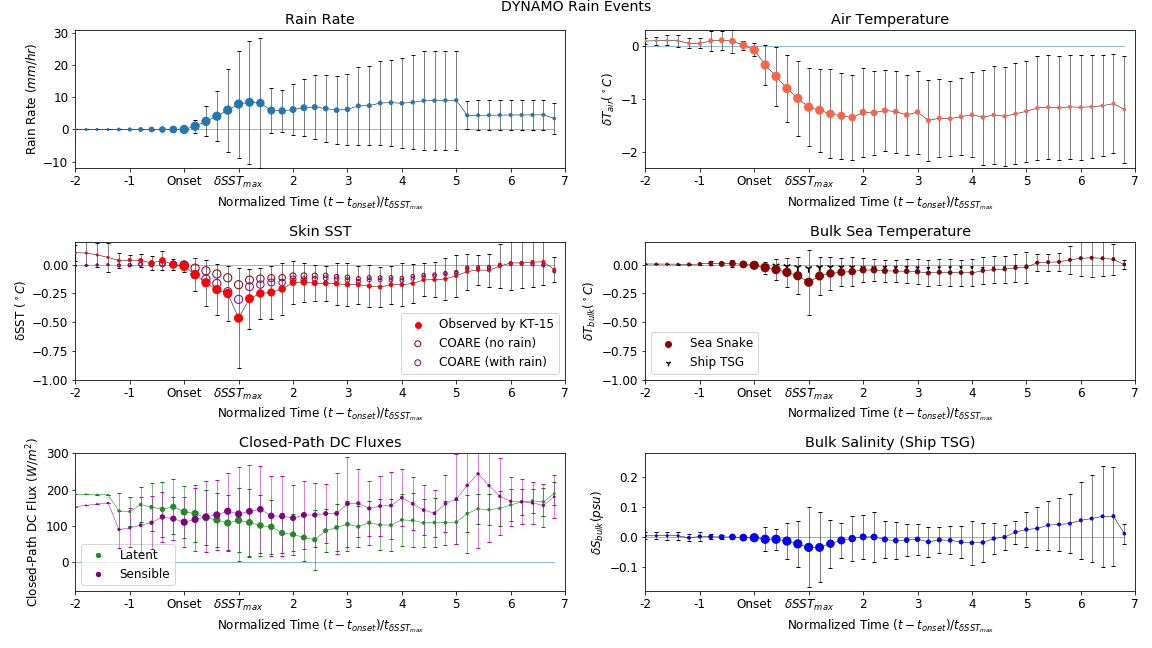 DYNAMO Rain Events
Rain Rate
Rain Rate (mm/hr)
30
20
10
0
−10
-2 -1 Onset δSST_max 2 3 4 5 6 7
Normalized Time (t − t_onset)/t_δSST_max
Air Temperature
δT_air(°C)
0
−1
−2
-2 -1 Onset δSST_max 2 3 4 5 6 7
Normalized Time (t − t_onset)/t_δSST_max
Skin SST
δSST (°C)
0.00
−0.25
−0.50
−0.75
−1.00
Observed by KT-15
COARE (no rain)
COARE (with rain)
-2 -1 Onset δSST_max 2 3 4 5 6 7
Normalized Time (t − t_onset)/t_δSST_max
Bulk Sea Temperature
δT_bulk(°C)
0.00
−0.25
−0.50
−0.75
−1.00
Sea Snake
Ship TSG
-2 -1 Onset δSST_max 2 3 4 5 6 7
Normalized Time (t − t_onset)/t_δSST_max
Closed-Path DC Fluxes
Closed-Path DC Flux (W/m²)
300
200
100
0
Latent
Sensible
-2 -1 Onset δSST_max 2 3 4 5 6 7
Normalized Time (t − t_onset)/t_δSST_max
Bulk Salinity (Ship TSG)
δS_bulk(psu)
0.2
0.1
0.0
−0.1
-2 -1 Onset δSST_max 2 3 4 5 6 7
Normalized Time (t − t_onset)/t_δSST_max